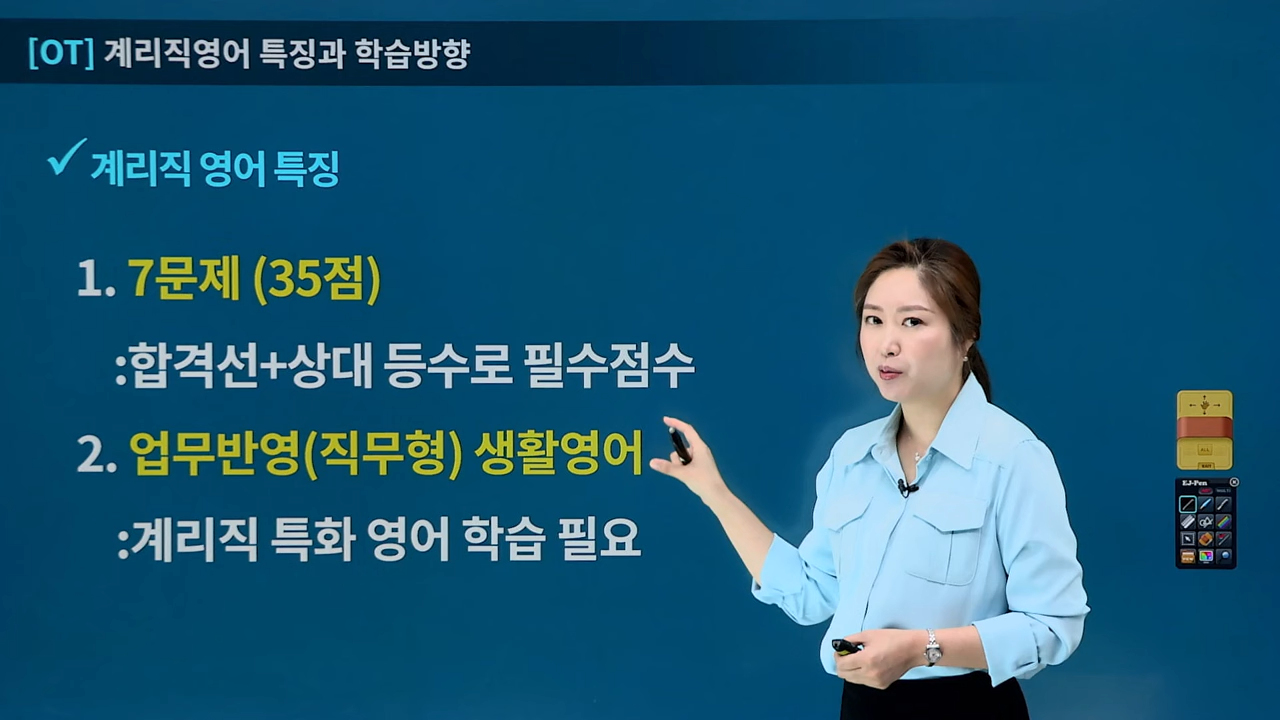 [OT] 계리직영어 특징과 학습방향
✓ 계리직 영어 특징
1. 7문제 (35점)
:합격선+상대 등수로 필수점수
2. 업무반영(직무형) 생활영어
:계리직 특화 영어 학습 필요
ALL
EJ-Pen